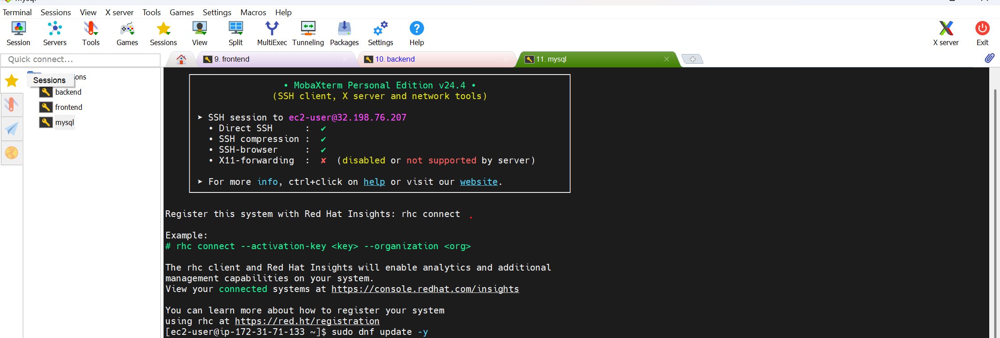 Terminal Sessions View X server Tools Games Settings Macros Help
Session Servers Tools Games Sessions View Split MultiExec Tunneling Packages Settings Help X server Exit
Quick connect...
9. frontend
10. backend
11. mysql
Sessions
backend
frontend
mysql
• MobaXterm Personal Edition v24.4 •
(SSH client, X server and network tools)
➤ SSH session to ec2-user@32.198.76.207
• Direct SSH : ✔
• SSH compression : ✔
• SSH-browser : ✔
• X11-forwarding : ✘ (disabled or not supported by server)
➤ For more info, ctrl+click on help or visit our website.
Register this system with Red Hat Insights: rhc connect
Example:
# rhc connect --activation-key <key> --organization <org>
The rhc client and Red Hat Insights will enable analytics and additional
management capabilities on your system.
View your connected systems at https://console.redhat.com/insights
You can learn more about how to register your system
using rhc at https://red.ht/registration
[ec2-user@ip-172-31-71-133 ~]$ sudo dnf update -y